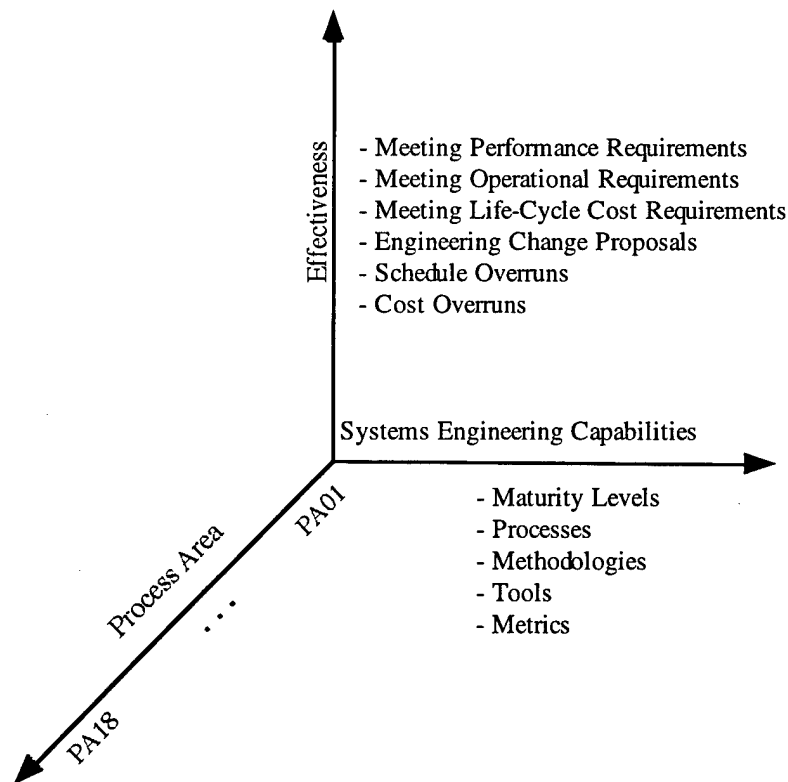 Effectiveness
- Meeting Performance Requirements
- Meeting Operational Requirements
- Meeting Life-Cycle Cost Requirements
- Engineering Change Proposals
- Schedule Overruns
- Cost Overruns
Systems Engineering Capabilities
- Maturity Levels
- Processes
- Methodologies
- Tools
- Metrics
PA01
Process Area
...
PA18